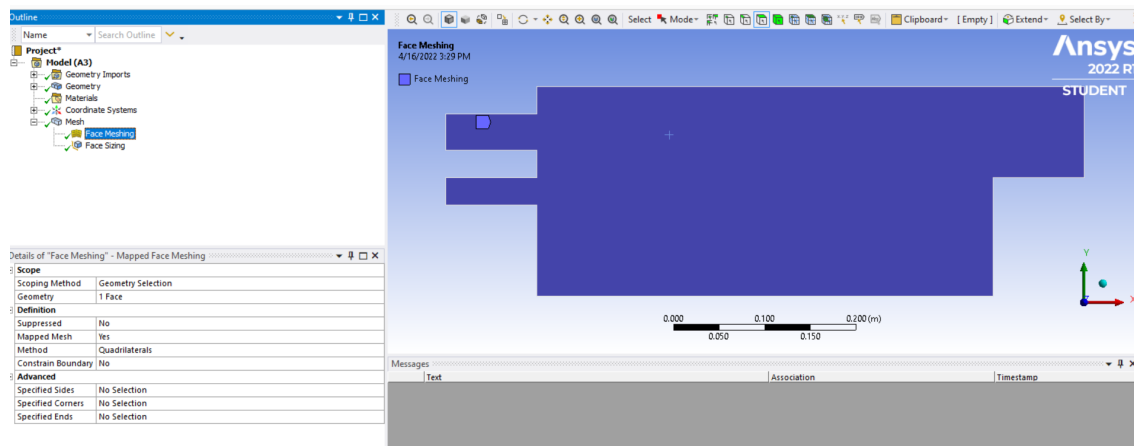 Outline
Name Search Outline
Project*
Model (A3)
Geometry Imports
Geometry
Materials
Coordinate Systems
Mesh
Face Meshing
Face Sizing
Details of "Face Meshing" - Mapped Face Meshing
Scope
Scoping Method Geometry Selection
Geometry 1 Face
Definition
Suppressed No
Mapped Mesh Yes
Method Quadrilaterals
Constrain Boundary No
Advanced
Specified Sides No Selection
Specified Corners No Selection
Specified Ends No Selection
Select Mode Clipboard [ Empty ] Extend Select By
Face Meshing
4/16/2022 3:29 PM
Face Meshing
Ansys
2022 R
STUDENT
0.000 0.100 0.200 (m)
0.050 0.150
Y
Z
X
Messages
Text Association Timestamp